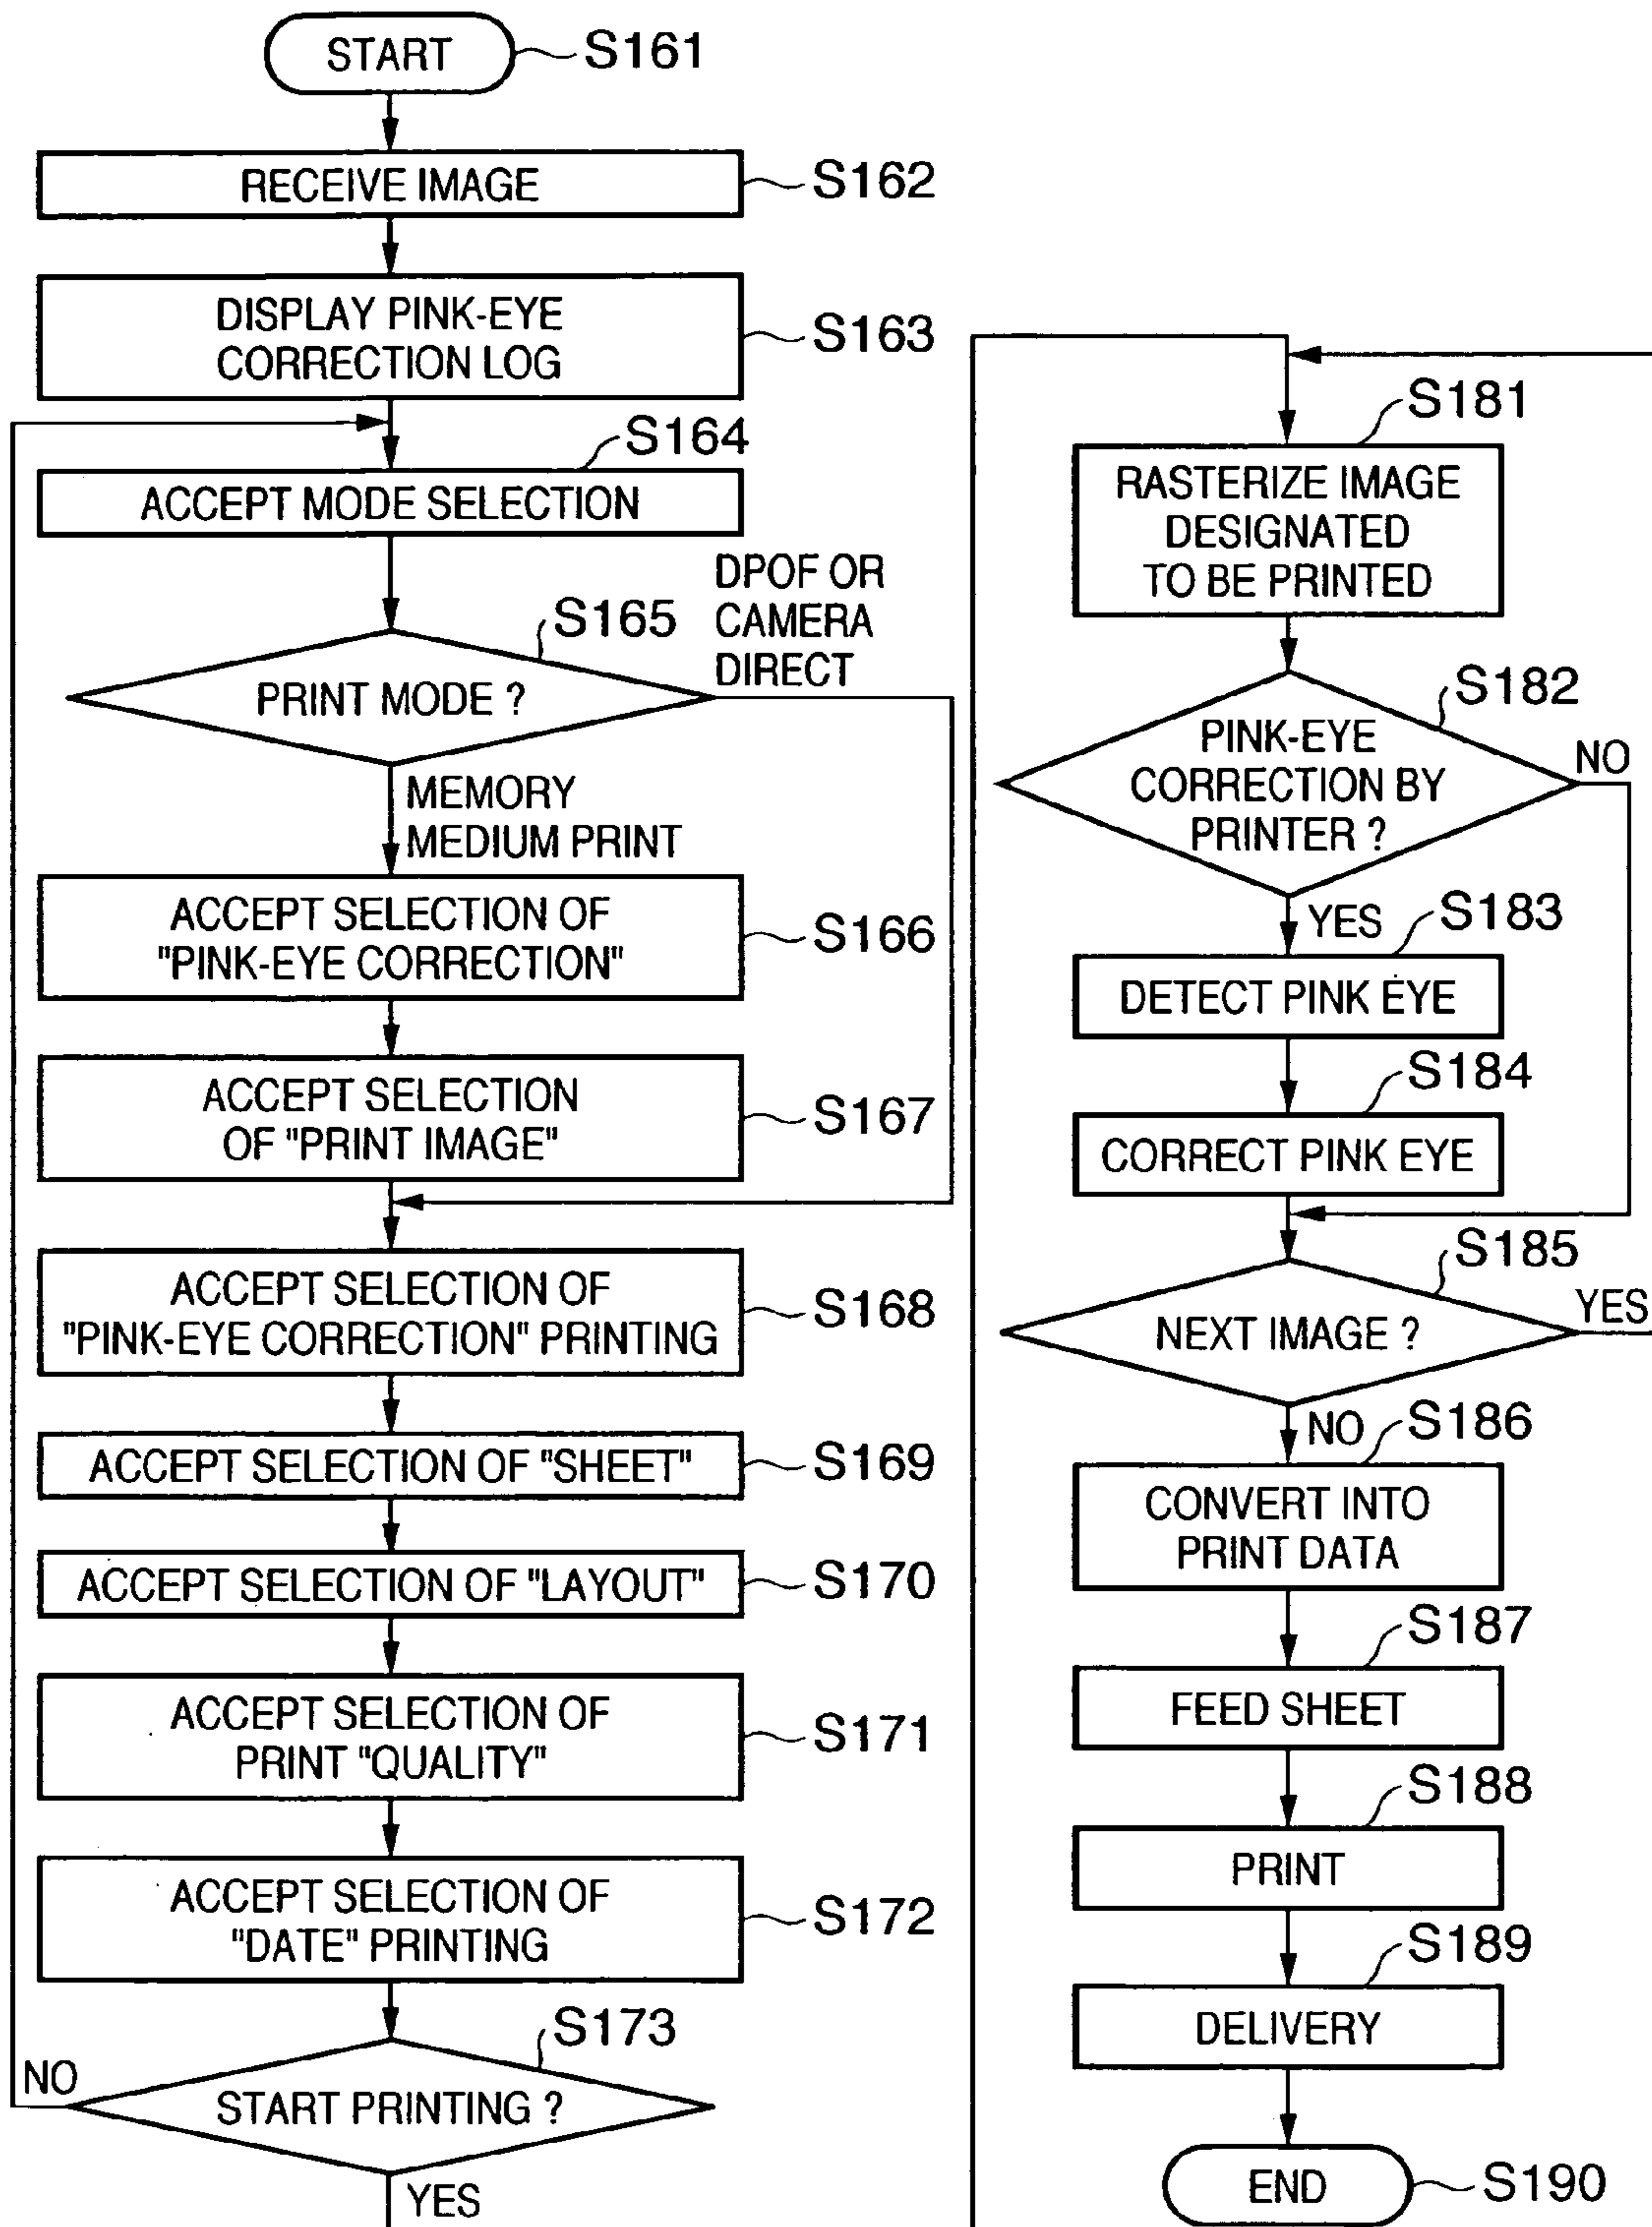 START
S161
RECEIVE IMAGE
S162
DISPLAY PINK-EYE
CORRECTION LOG
S163
S164
ACCEPT MODE SELECTION
DPOF OR
CAMERA
DIRECT
S165
PRINT MODE ?
MEMORY
MEDIUM PRINT
ACCEPT SELECTION OF
"PINK-EYE CORRECTION"
S166
ACCEPT SELECTION
OF "PRINT IMAGE"
S167
ACCEPT SELECTION OF
"PINK-EYE CORRECTION" PRINTING
S168
ACCEPT SELECTION OF "SHEET"
S169
ACCEPT SELECTION OF "LAYOUT"
S170
ACCEPT SELECTION OF
PRINT "QUALITY"
S171
ACCEPT SELECTION OF
"DATE" PRINTING
S172
S173
NO
START PRINTING ?
YES
S181
RASTERIZE IMAGE
DESIGNATED
TO BE PRINTED
S182
PINK-EYE
CORRECTION BY
PRINTER ?
NO
YES
S183
DETECT PINK EYE
S184
CORRECT PINK EYE
S185
NEXT IMAGE ?
YES
NO
S186
CONVERT INTO
PRINT DATA
S187
FEED SHEET
S188
PRINT
S189
DELIVERY
END
S190